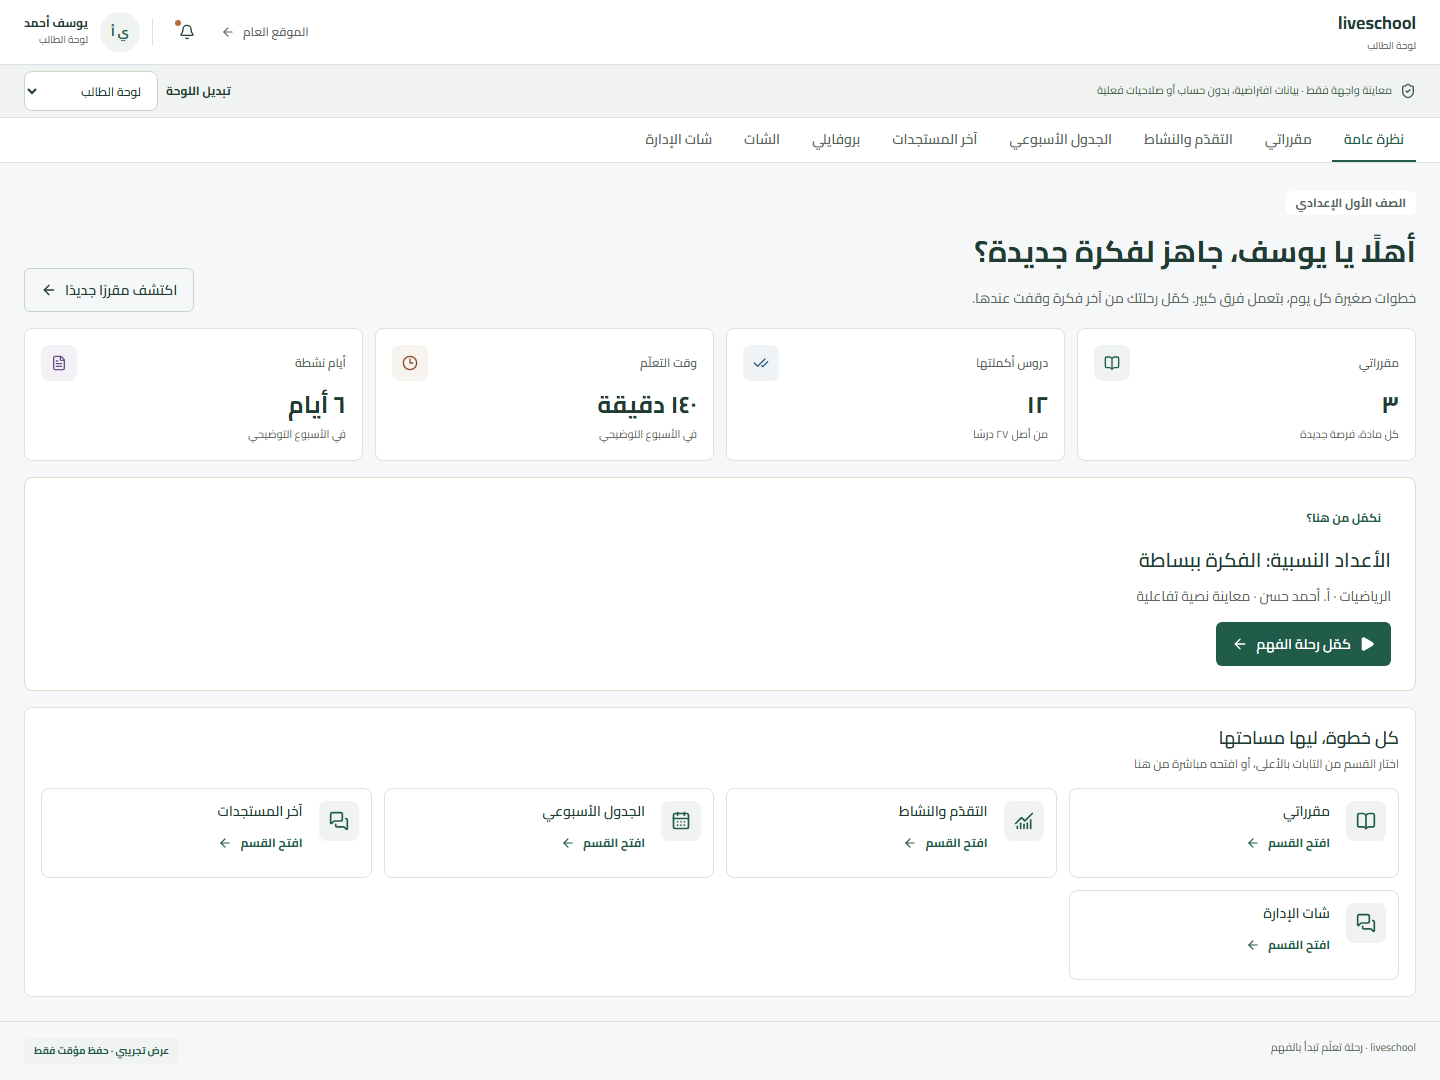 liveschool
لوحة الطالب
الموقع العام
ي أ
يوسف أحمد
لوحة الطالب
معاينة واجهة فقط · بيانات افتراضية، بدون حساب أو صلاحيات فعلية
تبديل اللوحة
لوحة الطالب
نظرة عامة
مقرراتي
التقدّم والنشاط
الجدول الأسبوعي
آخر المستجدات
بروفايلي
الشات
شات الإدارة
الصف الأول الإعدادي
أهلًا يا يوسف، جاهز لفكرة جديدة؟
خطوات صغيرة كل يوم، بتعمل فرق كبير. كمّل رحلتك من آخر فكرة وقفت عندها.
اكتشف مقررًا جديدًا
مقرراتي
٣
كل مادة، فرصة جديدة
دروس أكملتها
١٢
من أصل ٢٧ درسًا
وقت التعلّم
١٤٠ دقيقة
في الأسبوع التوضيحي
أيام نشطة
٦ أيام
في الأسبوع التوضيحي
نكمّل من هنا؟
الأعداد النسبية: الفكرة ببساطة
الرياضيات · أ. أحمد حسن · معاينة نصية تفاعلية
كمّل رحلة الفهم
كل خطوة، ليها مساحتها
اختار القسم من التابات بالأعلى، أو افتحه مباشرة من هنا
مقرراتي
افتح القسم
التقدّم والنشاط
افتح القسم
الجدول الأسبوعي
افتح القسم
آخر المستجدات
افتح القسم
شات الإدارة
افتح القسم
liveschool · رحلة تعلّم تبدأ بالفهم
عرض تجريبي · حفظ مؤقت فقط